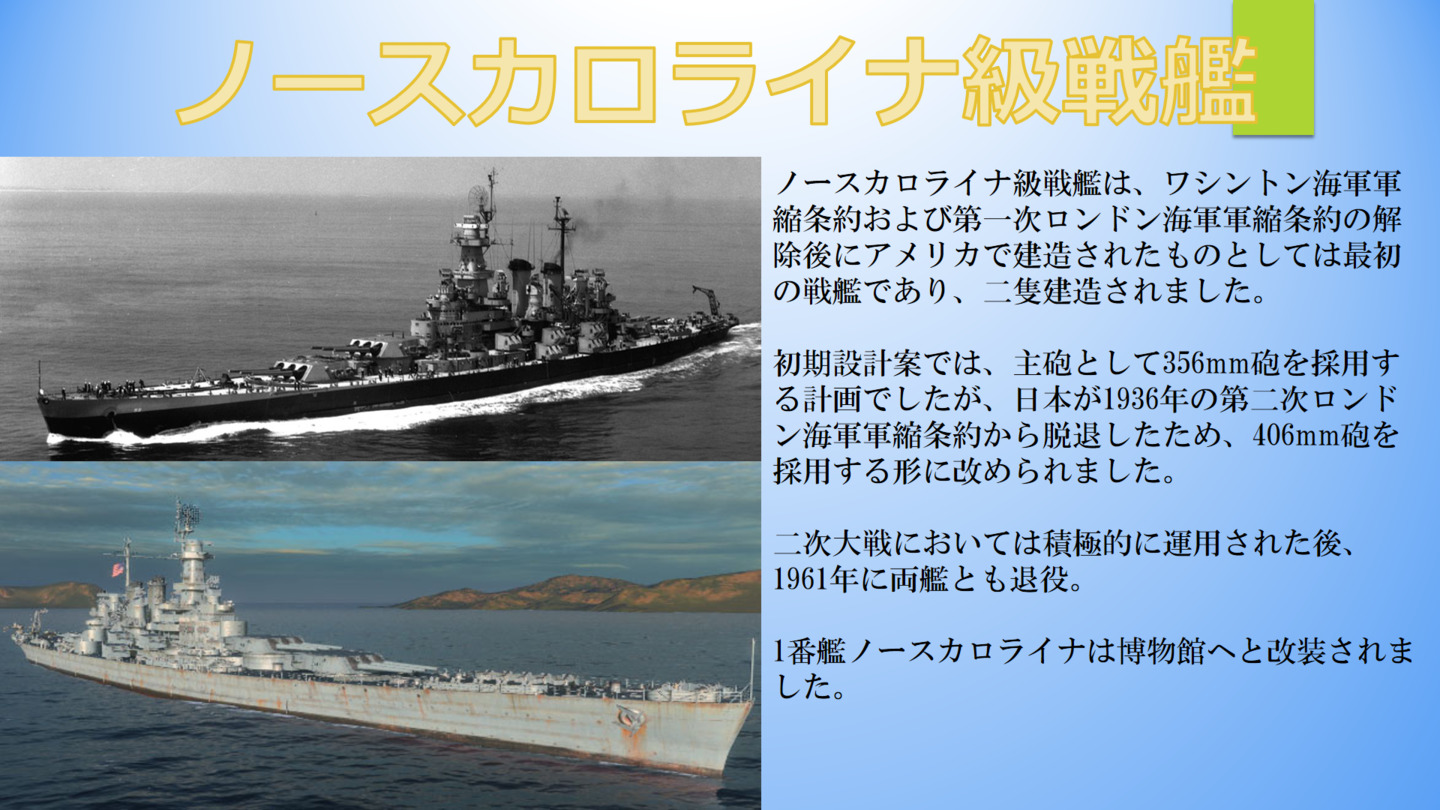 ノースカロライナ級戦艦
ノースカロライナ級戦艦は、ワシントン海軍軍
縮条約および第一次ロンドン海軍軍縮条約の解
除後にアメリカで建造されたものとしては最初
の戦艦であり、二隻建造されました。
初期設計案では、主砲として356mm砲を採用す
る計画でしたが、日本が1936年の第二次ロンド
ン海軍軍縮条約から脱退したため、406mm砲を
採用する形に改められました。
二次大戦においては積極的に運用された後、
1961年に両艦とも退役。
1番艦ノースカロライナは博物館へと改装されま
した。